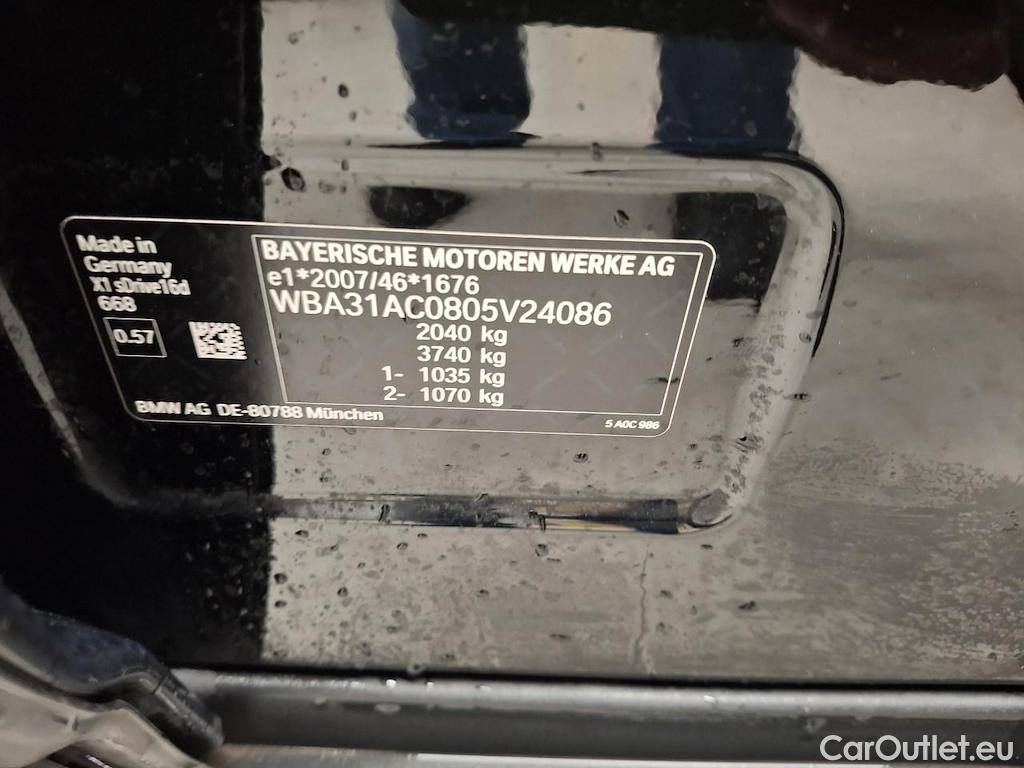 Made in
Germany
X1 sDrive16d
668
0.57
BAYERISCHE MOTOREN WERKE AG
e1*2007/46*1676
WBA31AC0805V24086
2040 kg
3740 kg
1- 1035 kg
2- 1070 kg
BMW AG DE-80788 München
5 A0C 986
CarOutlet.eu